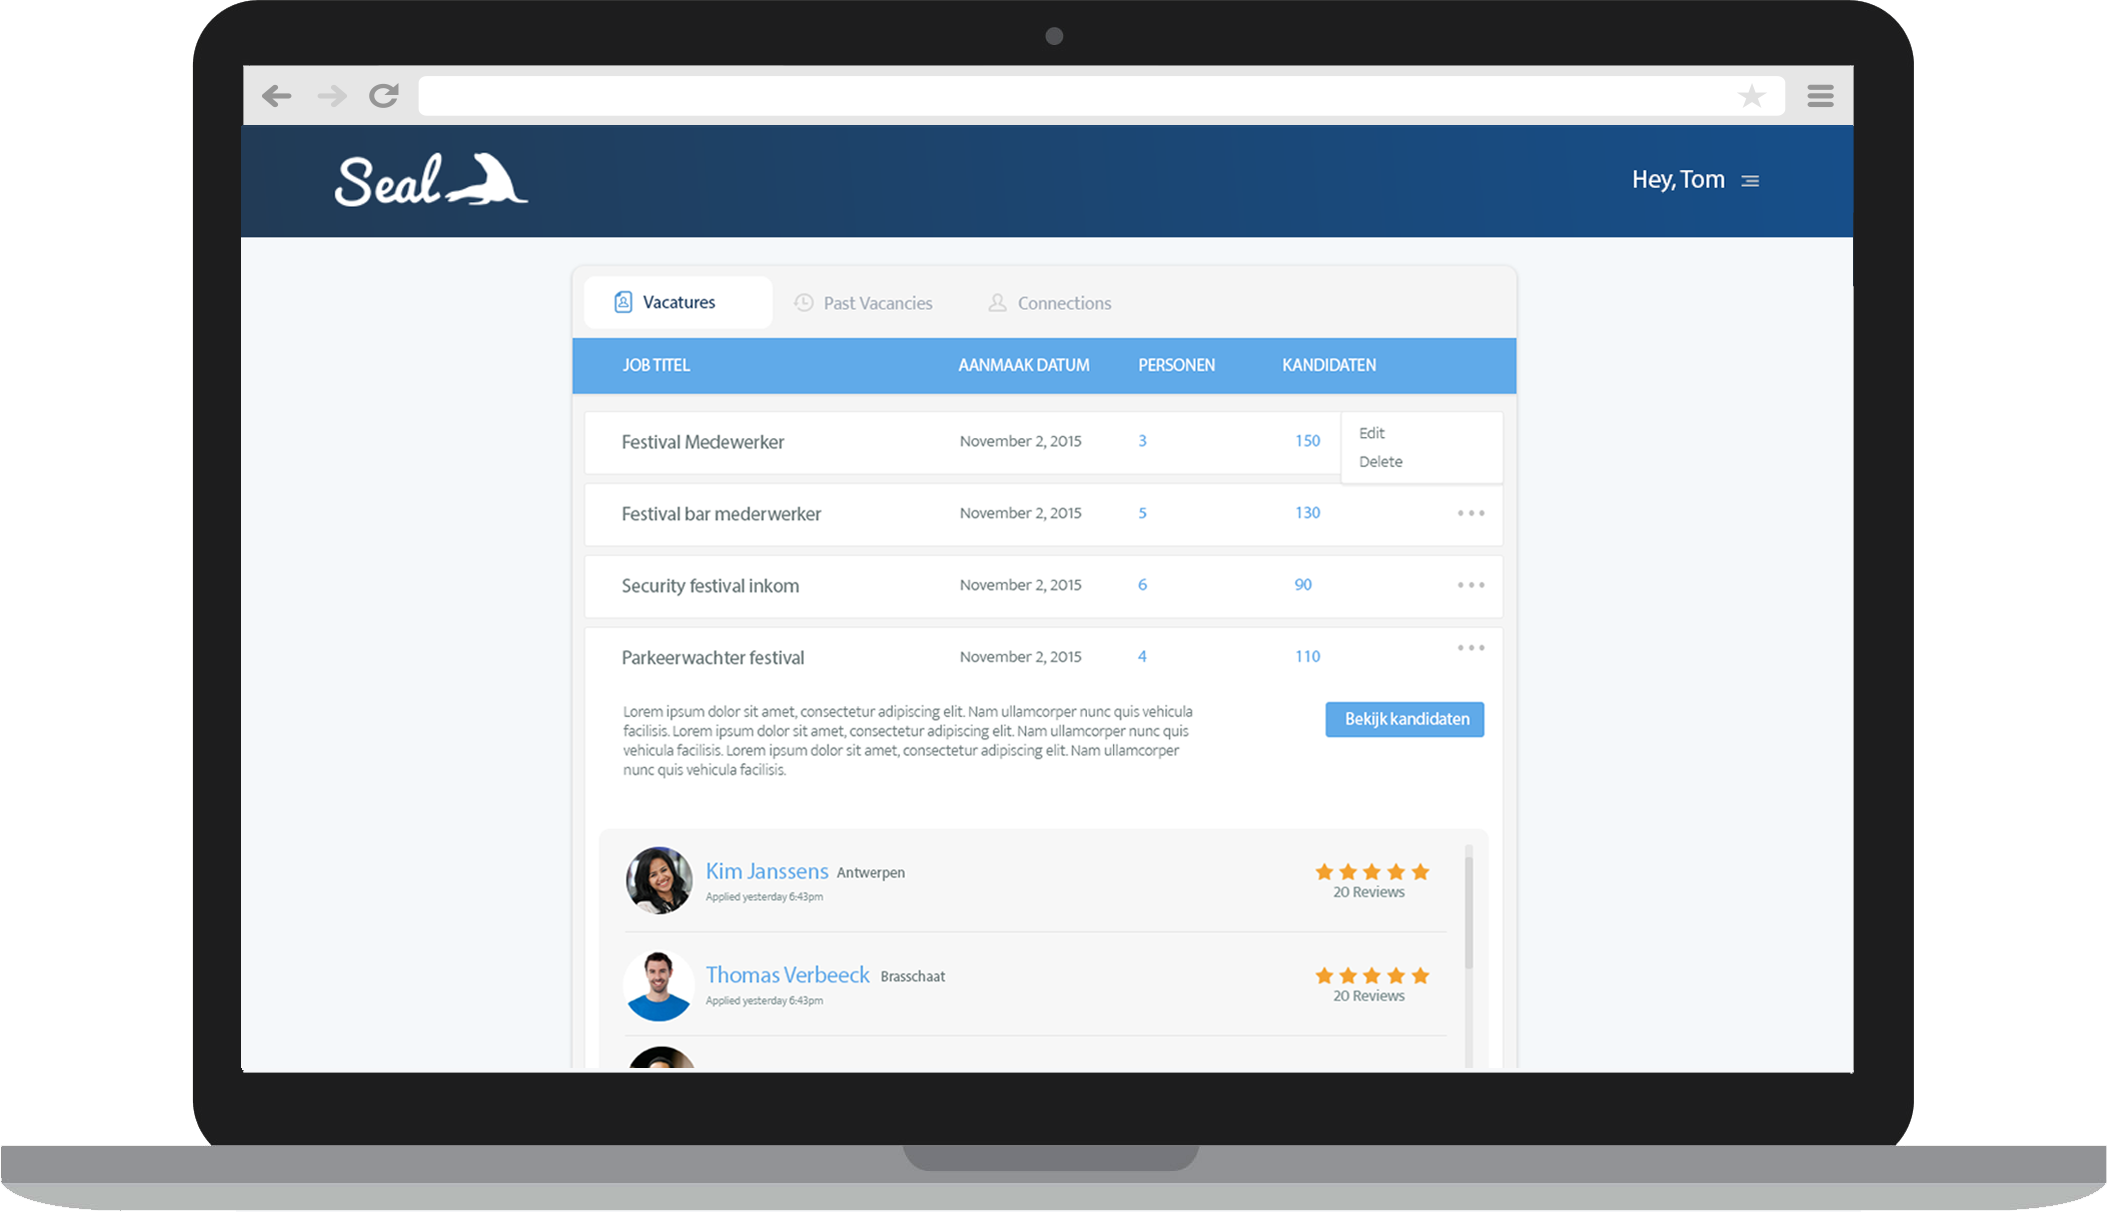 Seal
Hey, Tom
Vacatures Past Vacancies Connections
JOB TITEL AANMAAK DATUM PERSONEN KANDIDATEN
Festival Medewerker November 2, 2015 3 150
Edit
Delete
Festival bar mederwerker November 2, 2015 5 130
Security festival inkom November 2, 2015 6 90
Parkeerwachter festival November 2, 2015 4 110
Lorem ipsum dolor sit amet, consectetur adipiscing elit. Nam ullamcorper nunc quis vehicula
facilisis. Lorem ipsum dolor sit amet, consectetur adipiscing elit. Nam ullamcorper nunc quis
vehicula facilisis. Lorem ipsum dolor sit amet, consectetur adipiscing elit. Nam ullamcorper
nunc quis vehicula facilisis.
Bekijk kandidaten
Kim Janssens Antwerpen
Applied yesterday 6:43pm
20 Reviews
Thomas Verbeeck Brasschaat
Applied yesterday 6:43pm
20 Reviews